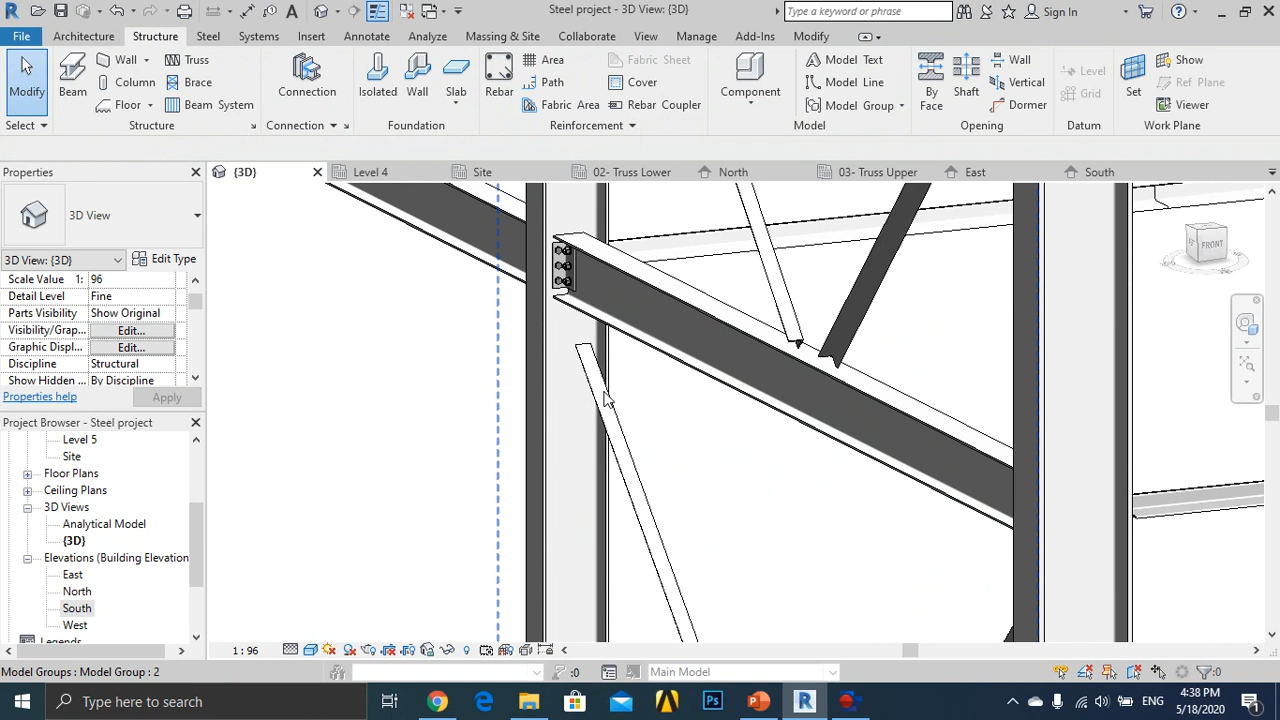 Steel project - 3D View: {3D}
Type a keyword or phrase
Sign In
File Architecture Structure Steel Systems Insert Annotate Analyze Massing & Site Collaborate View Manage Add-Ins Modify
Modify
Beam
Wall
Column
Floor
Truss
Brace
Beam System
Connection
Isolated
Wall
Slab
Rebar
Area
Path
Fabric Area
Fabric Sheet
Cover
Rebar Coupler
Component
Model Text
Model Line
Model Group
By
Face
Shaft
Wall
Vertical
Dormer
Level
Grid
Set
Show
Ref Plane
Viewer
Select Structure Connection Foundation Reinforcement Model Opening Datum Work Plane
Properties
{3D} Level 4 Site 02- Truss Lower North 03- Truss Upper East South
3D View
3D View: {3D} Edit Type
Scale Value 1: 96
Detail Level Fine
Parts Visibility Show Original
Visibility/Grap... Edit...
Graphic Displ... Edit...
Discipline Structural
Show Hidden ... By Discipline
Properties help Apply
Project Browser - Steel project
Level 5
Site
Floor Plans
Ceiling Plans
3D Views
Analytical Model
{3D}
Elevations (Building Elevation
East
North
South
West
Legends
FRONT
1 : 96
Model Groups: Model Group : 2
:0
Main Model
:0
Type here to search
ENG
4:38 PM
5/18/2020